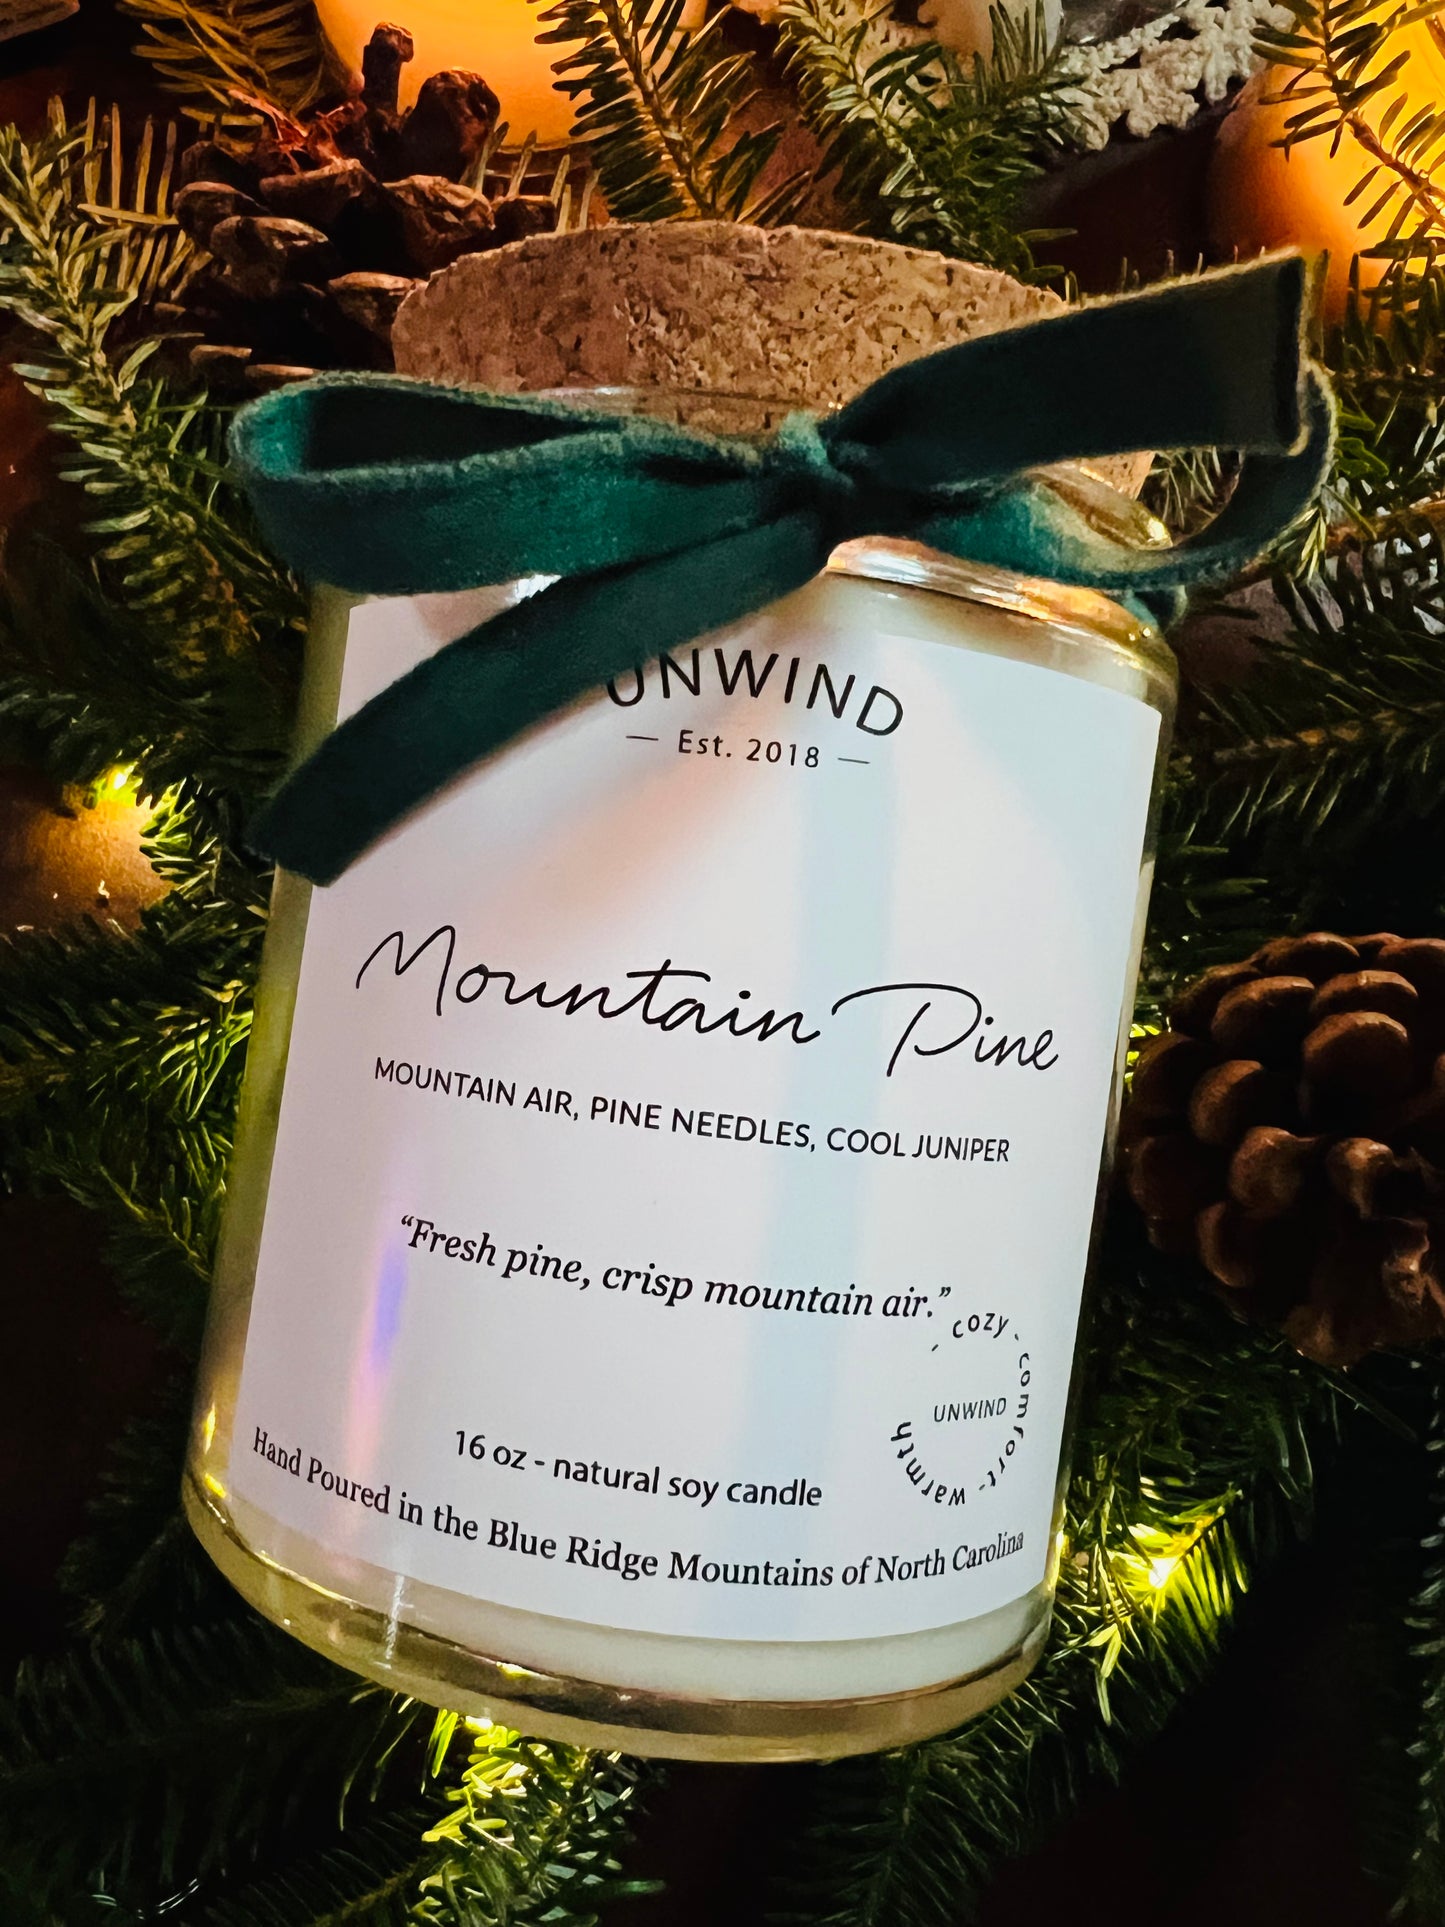 UNWIND
— Est. 2018 —
Mountain Pine
MOUNTAIN AIR, PINE NEEDLES, COOL JUNIPER
“Fresh pine, crisp mountain air.”
- cozy - comfort - warmth
UNWIND
16 oz - natural soy candle
Hand Poured in the Blue Ridge Mountains of North Carolina